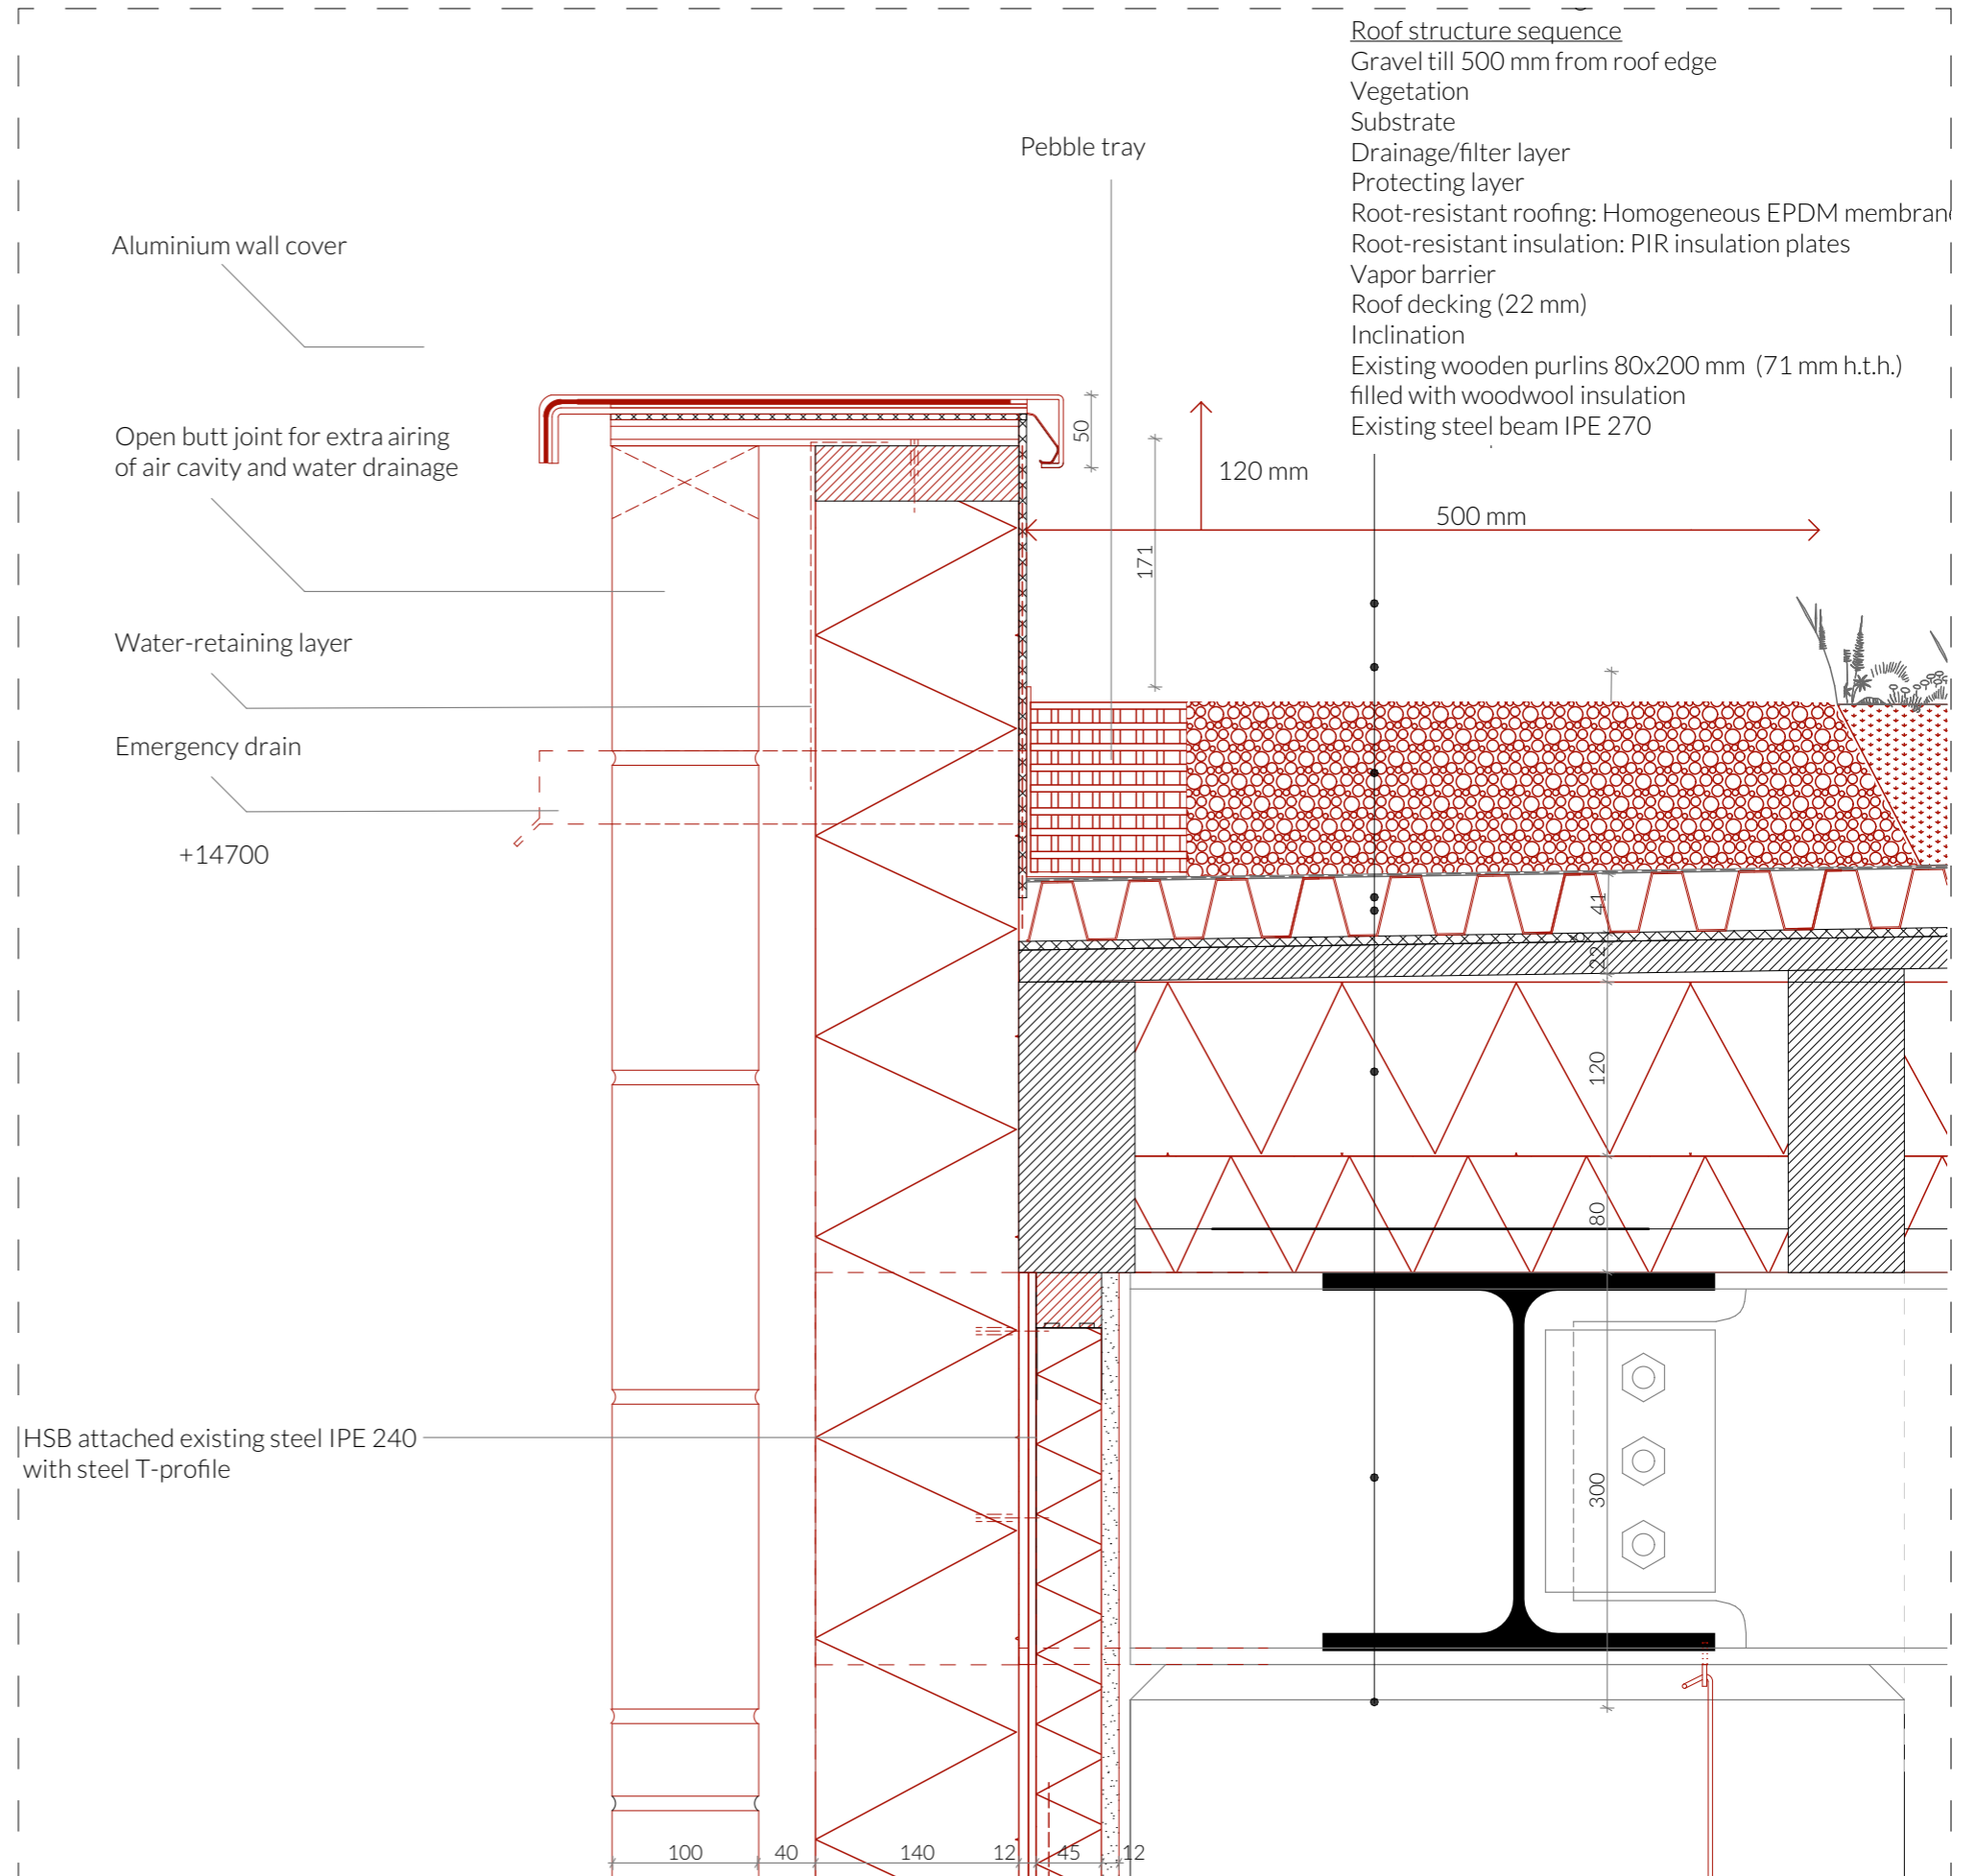 Roof structure sequence
Gravel till 500 mm from roof edge
Vegetation
Substrate
Drainage/filter layer
Protecting layer
Root-resistant roofing: Homogeneous EPDM membran
Root-resistant insulation: PIR insulation plates
Vapor barrier
Roof decking (22 mm)
Inclination
Existing wooden purlins 80x200 mm (71 mm h.t.h.)
filled with woodwool insulation
Existing steel beam IPE 270
Pebble tray
Aluminium wall cover
Open butt joint for extra airing
of air cavity and water drainage
Water-retaining layer
Emergency drain
+14700
HSB attached existing steel IPE 240
with steel T-profile
50
120 mm
500 mm
171
41
22
120
80
300
100
40
140
12
45
12